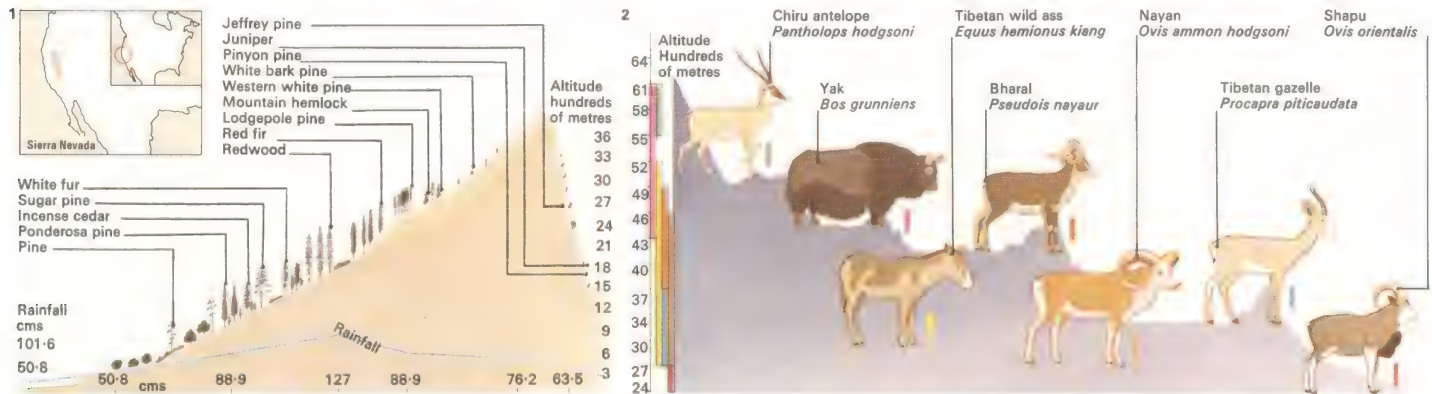 1
Sierra Nevada
Jeffrey pine
Juniper
Pinyon pine
White bark pine
Western white pine
Mountain hemlock
Lodgepole pine
Red fir
Redwood
White fur
Sugar pine
Incense cedar
Ponderosa pine
Pine
Altitude
hundreds
of metres
36
33
30
27
24
21
18
15
12
9
6
3
Rainfall
cms
101·6
50·8
Rainfall
50·8
cms
88·9
127
88·9
76·2
63·5
2
Altitude
Hundreds
of metres
64
61
58
55
52
49
46
43
40
37
34
30
27
24
Chiru antelope
Pantholops hodgsoni
Tibetan wild ass
Equus hemionus kiang
Nayan
Ovis ammon hodgsoni
Shapu
Ovis orientalis
Yak
Bos grunniens
Bharal
Pseudois nayaur
Tibetan gazelle
Procapra piticaudata